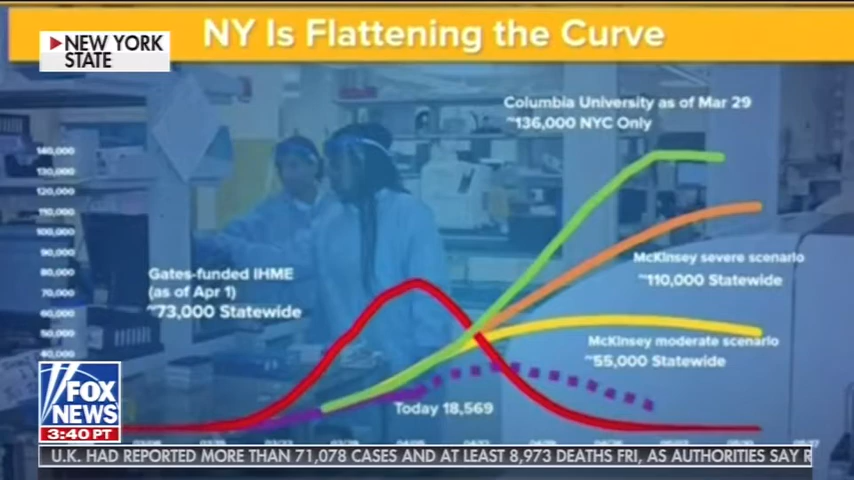 NY Is Flattening the Curve
NEW YORK
STATE
Columbia University as of Mar 29
~136,000 NYC Only
140,000
130,000
120,000
110,000
100,000
90,000
80,000
70,000
60,000
50,000
40,000
Gates-funded IHME
(as of Apr 1)
~73,000 Statewide
McKinsey severe scenario
~110,000 Statewide
McKinsey moderate scenario
~55,000 Statewide
Today 18,569
FOX
NEWS
3:40 PT
U.K. HAD REPORTED MORE THAN 71,078 CASES AND AT LEAST 8,973 DEATHS FRI, AS AUTHORITIES SAY